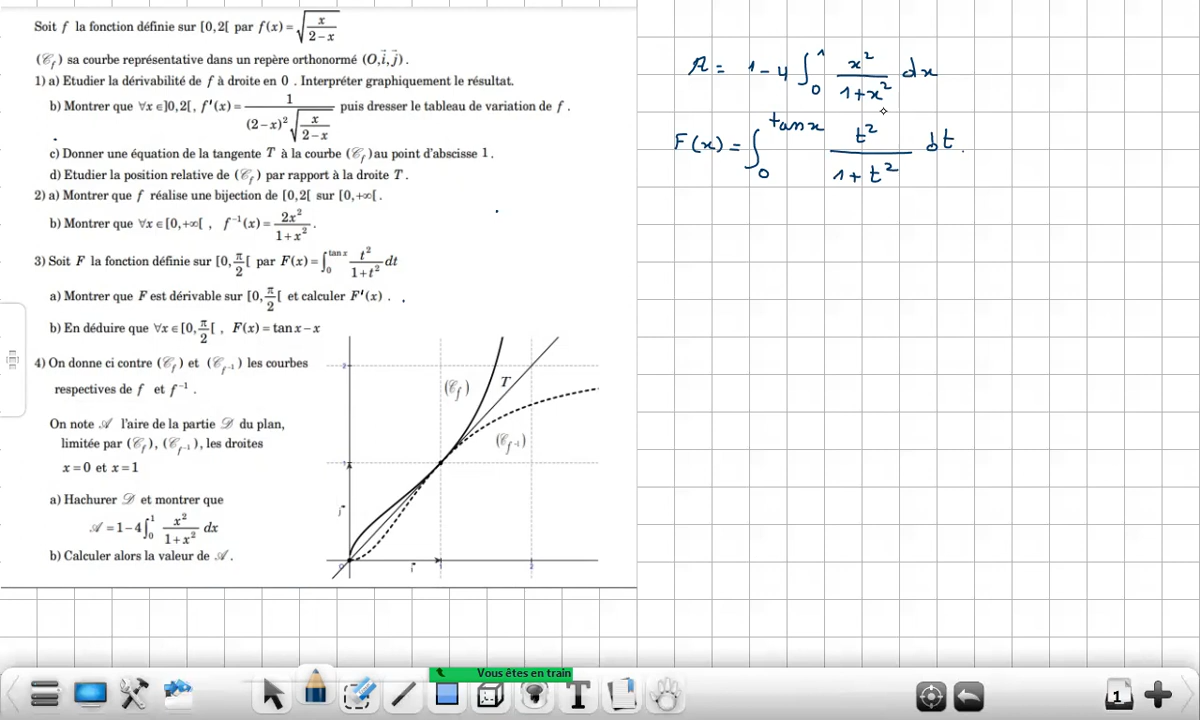 Soit f la fonction définie sur [0,2[ par f(x) = √(x/(2−x))
(𝒞f) sa courbe représentative dans un repère orthonormé (O,i⃗,j⃗).
1) a) Etudier la dérivabilité de f à droite en 0 . Interpréter graphiquement le résultat.
b) Montrer que ∀x ∈]0,2[, f'(x) = 1/((2−x)²√(x/(2−x))) puis dresser le tableau de variation de f .
c) Donner une équation de la tangente T à la courbe (𝒞f) au point d'abscisse 1.
d) Etudier la position relative de (𝒞f) par rapport à la droite T .
2) a) Montrer que f réalise une bijection de [0,2[ sur [0,+∞[.
b) Montrer que ∀x ∈ [0,+∞[ , f⁻¹(x) = 2x²/(1+x²).
3) Soit F la fonction définie sur [0,π/2[ par F(x) = ∫₀^(tan x) t²/(1+t²) dt
a) Montrer que F est dérivable sur [0,π/2[ et calculer F'(x) .
b) En déduire que ∀x ∈ [0,π/2[ , F(x) = tan x − x
4) On donne ci contre (𝒞f) et (𝒞f⁻¹) les courbes
respectives de f et f⁻¹ .
On note 𝒜 l'aire de la partie 𝒟 du plan,
limitée par (𝒞f), (𝒞f⁻¹), les droites
x = 0 et x = 1
a) Hachurer 𝒟 et montrer que
𝒜 = 1−4∫₀¹ x²/(1+x²) dx
b) Calculer alors la valeur de 𝒜 .
2
(𝒞f)
T
(𝒞f⁻¹)
1
j⃗
0
i⃗
2
A = 1−4 ∫₀¹ x²/(1+x²) dx
F(x) = ∫₀^(tan x) t²/(1+t²) dt.
Vous êtes en train
1